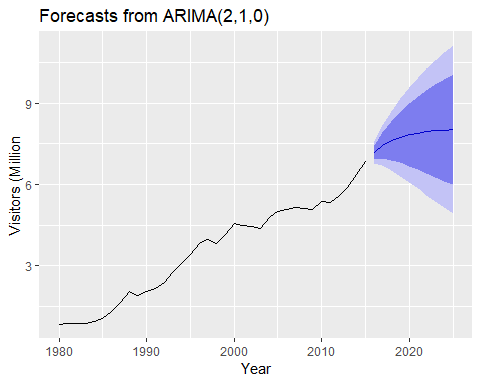 Forecasts from ARIMA(2,1,0)
Visitors (Million
9
6
3
1980 1990 2000 2010 2020
Year